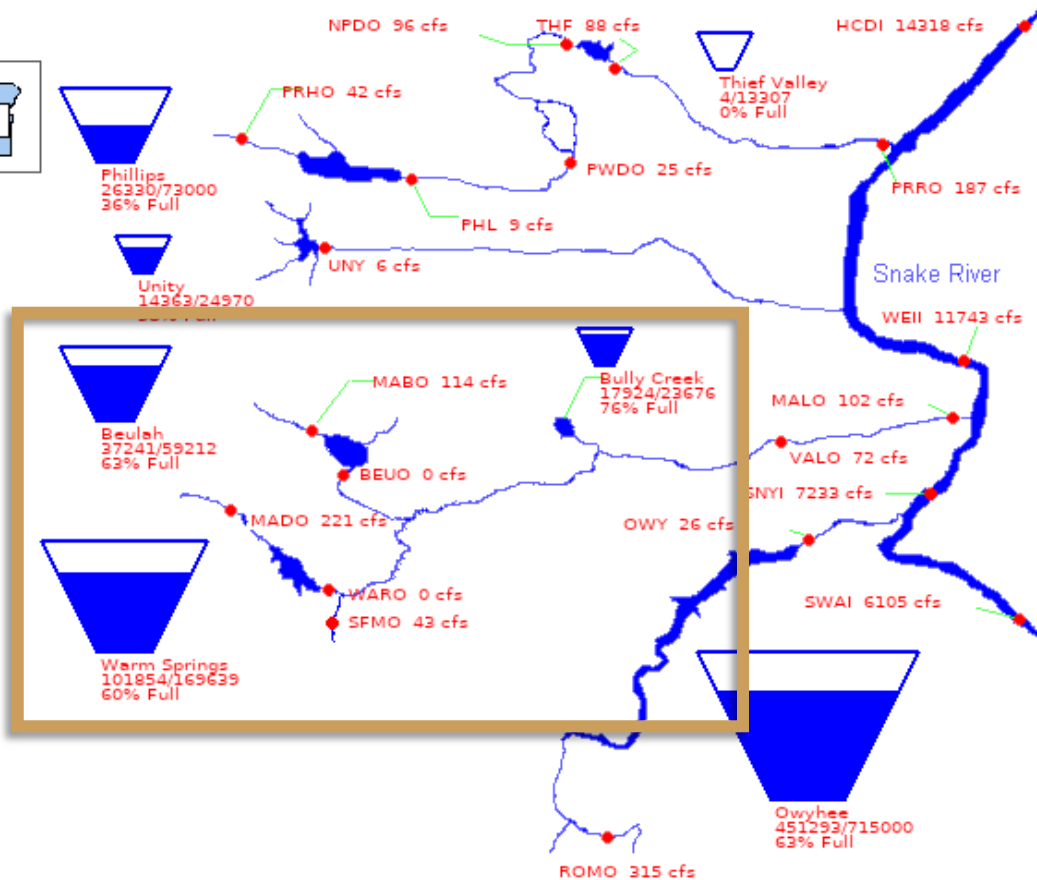 NPDO 96 cfs
THF 88 cfs
HCDI 14318 cfs
Thief Valley
4/13307
0% Full
PRHO 42 cfs
Phillips
26330/73000
36% Full
PWDO 25 cfs
PRRO 187 cfs
PHL 9 cfs
UNY 6 cfs
Snake River
Unity
14363/24970
WEII 11743 cfs
MABO 114 cfs
Bully Creek
17924/23676
76% Full
MALO 102 cfs
Beulah
37241/59212
63% Full
BEUO 0 cfs
VALO 72 cfs
SNYI 7233 cfs
MADO 221 cfs
OWY 26 cfs
WARO 0 cfs
SWAI 6105 cfs
SFMO 43 cfs
Warm Springs
101854/169639
60% Full
Owyhee
451293/715000
63% Full
ROMO 315 cfs